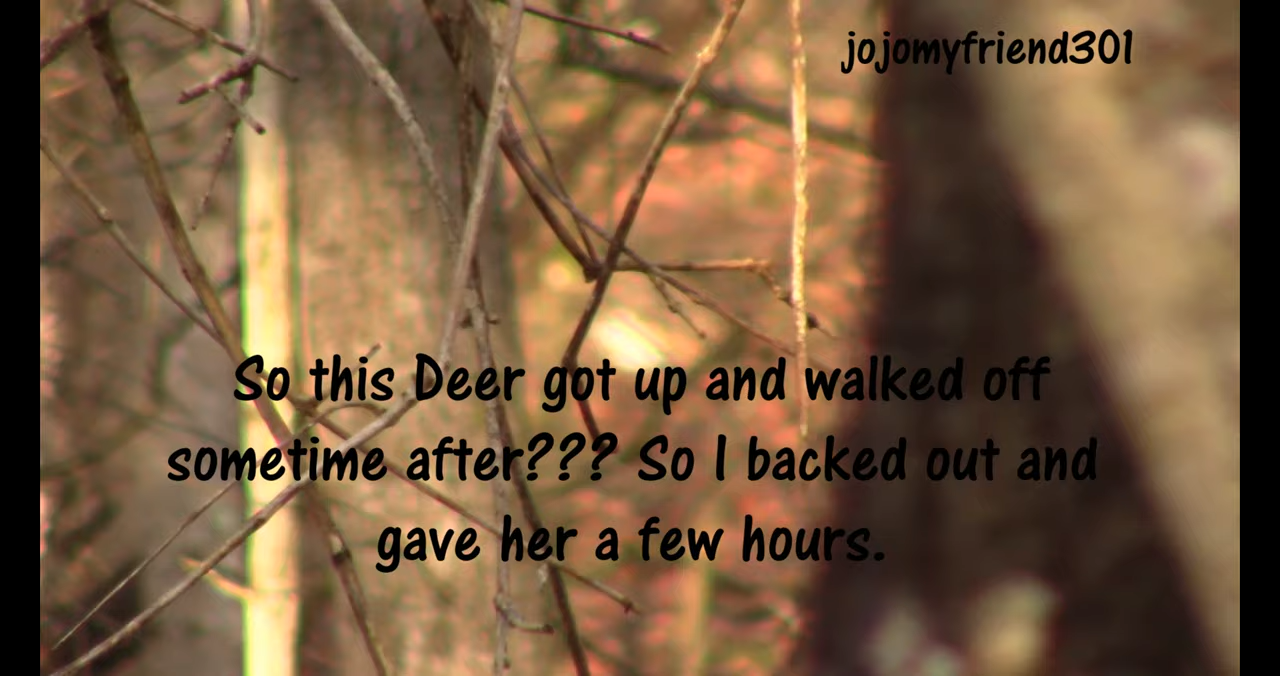 jojomyfriend301
So this Deer got up and walked off
sometime after??? So I backed out and
gave her a few hours.